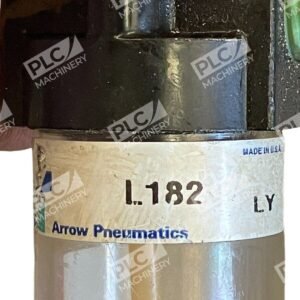 PLC
MACHINERY
MADE IN U.S.A.
L182
LY
Arrow Pneumatics